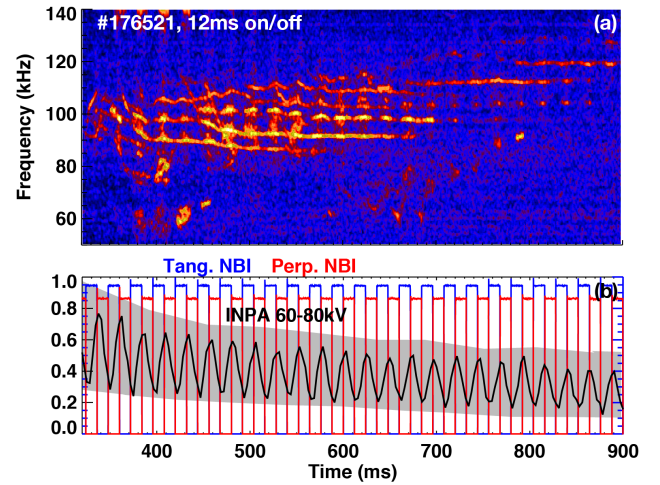 #176521, 12ms on/off (a)
140
120
100
80
60
Frequency (kHz)
Tang. NBI Perp. NBI
(b)
INPA 60-80kV
1.0
0.8
0.6
0.4
0.2
0.0
400 500 600 700 800 900
Time (ms)